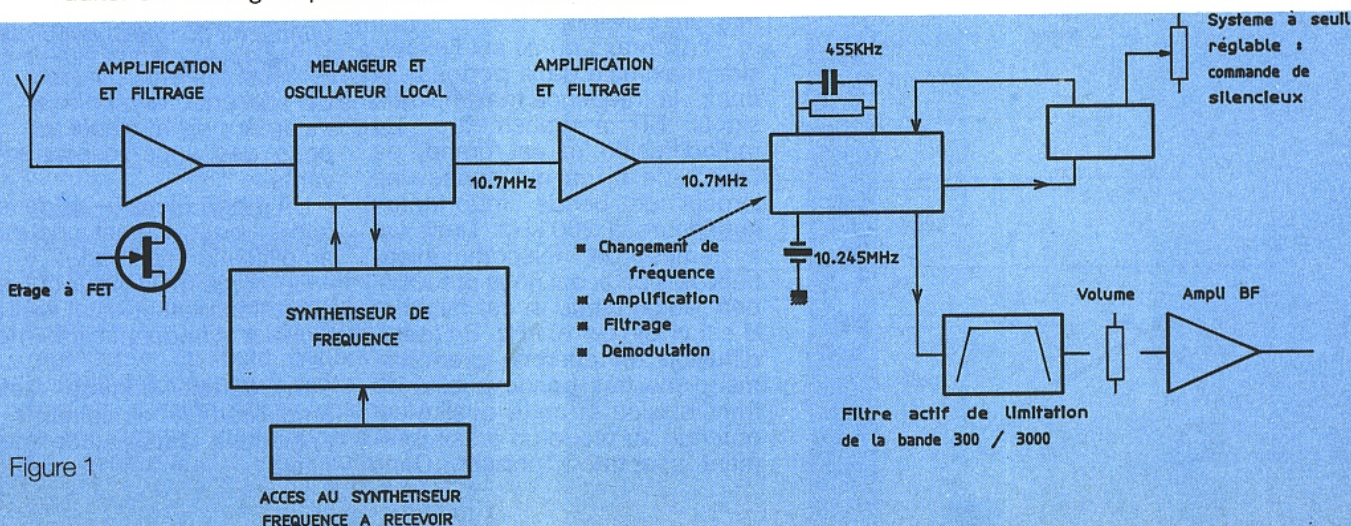 AMPLIFICATION
ET FILTRAGE
MELANGEUR ET
OSCILLATEUR LOCAL
AMPLIFICATION
ET FILTRAGE
455KHz
Systeme à seuil
réglable :
commande de
silencieux
10.7MHz
10.7MHz
Etage à FET
SYNTHETISEUR DE
FREQUENCE
■ Changement de
fréquence
■ Amplification
■ Filtrage
■ Démodulation
10.245MHz
Volume
Ampli BF
Filtre actif de limitation
de la bande 300 / 3000
Figure 1
ACCES AU SYNTHETISEUR
FREQUENCE A RECEVOIR